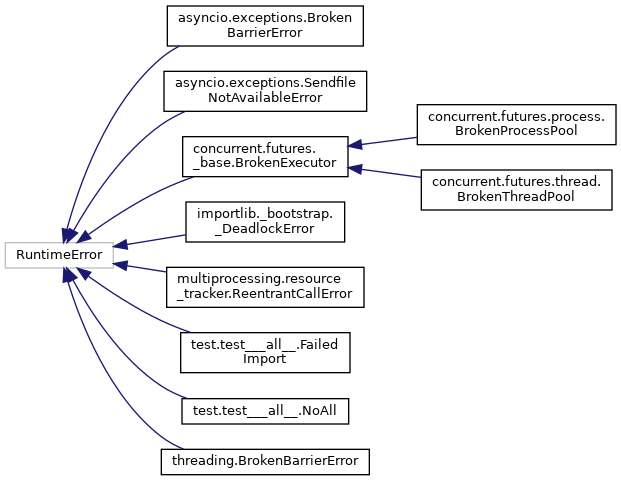 asyncio.exceptions.Broken
BarrierError
asyncio.exceptions.Sendfile
NotAvailableError
concurrent.futures.process.
BrokenProcessPool
concurrent.futures.
_base.BrokenExecutor
concurrent.futures.thread.
BrokenThreadPool
importlib._bootstrap.
_DeadlockError
RuntimeError
multiprocessing.resource
_tracker.ReentrantCallError
test.test___all__.Failed
Import
test.test___all__.NoAll
threading.BrokenBarrierError